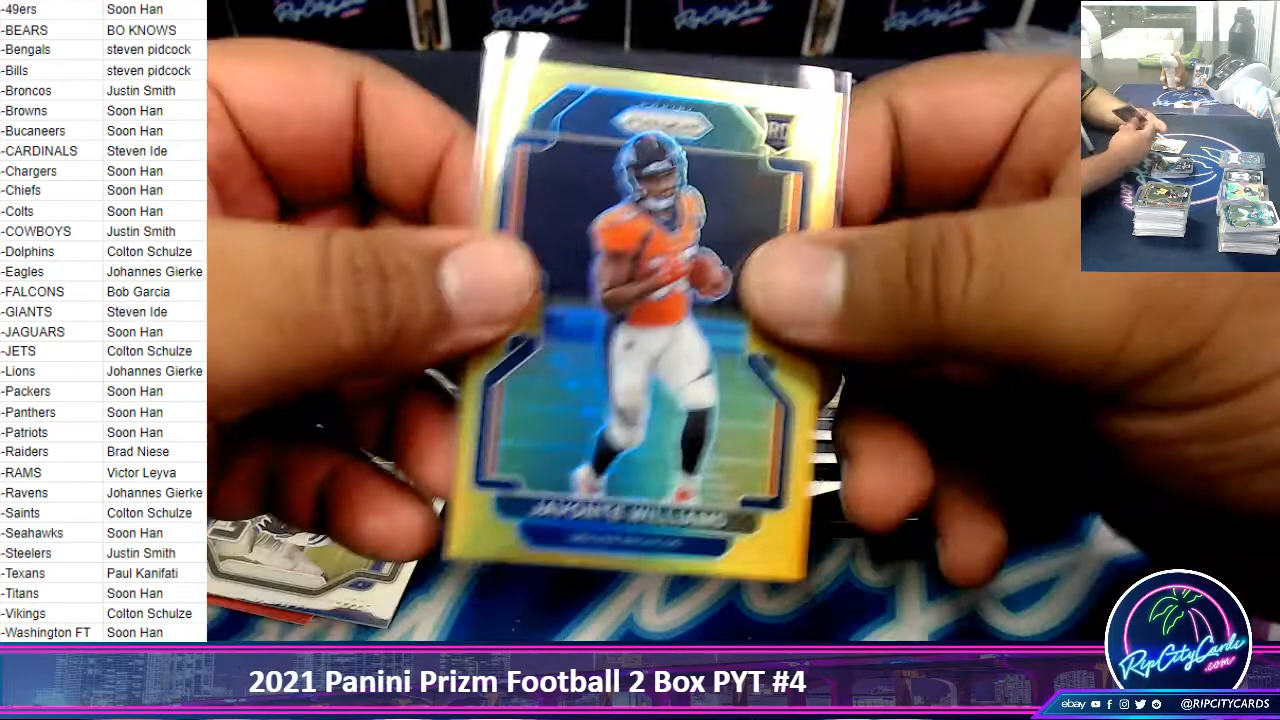 -49ers Soon Han
-BEARS BO KNOWS
-Bengals steven pidcock
-Bills steven pidcock
-Broncos Justin Smith
-Browns Soon Han
-Bucaneers Soon Han
-CARDINALS Steven Ide
-Chargers Soon Han
-Chiefs Soon Han
-Colts Soon Han
-COWBOYS Justin Smith
-Dolphins Colton Schulze
-Eagles Johannes Gierke
-FALCONS Bob Garcia
-GIANTS Steven Ide
-JAGUARS Soon Han
-JETS Colton Schulze
-Lions Johannes Gierke
-Packers Soon Han
-Panthers Soon Han
-Patriots Soon Han
-Raiders Brad Niese
-RAMS Victor Leyva
-Ravens Johannes Gierke
-Saints Colton Schulze
-Seahawks Soon Han
-Steelers Justin Smith
-Texans Paul Kanifati
-Titans Soon Han
-Vikings Colton Schulze
-Washington FT Soon Han
PANINI
PRIZM
RC
JAVONTE WILLIAMS
2021 Panini Prizm Football 2 Box PYT #4
RipCityCards
.com
ebay @RIPCITYCARDS